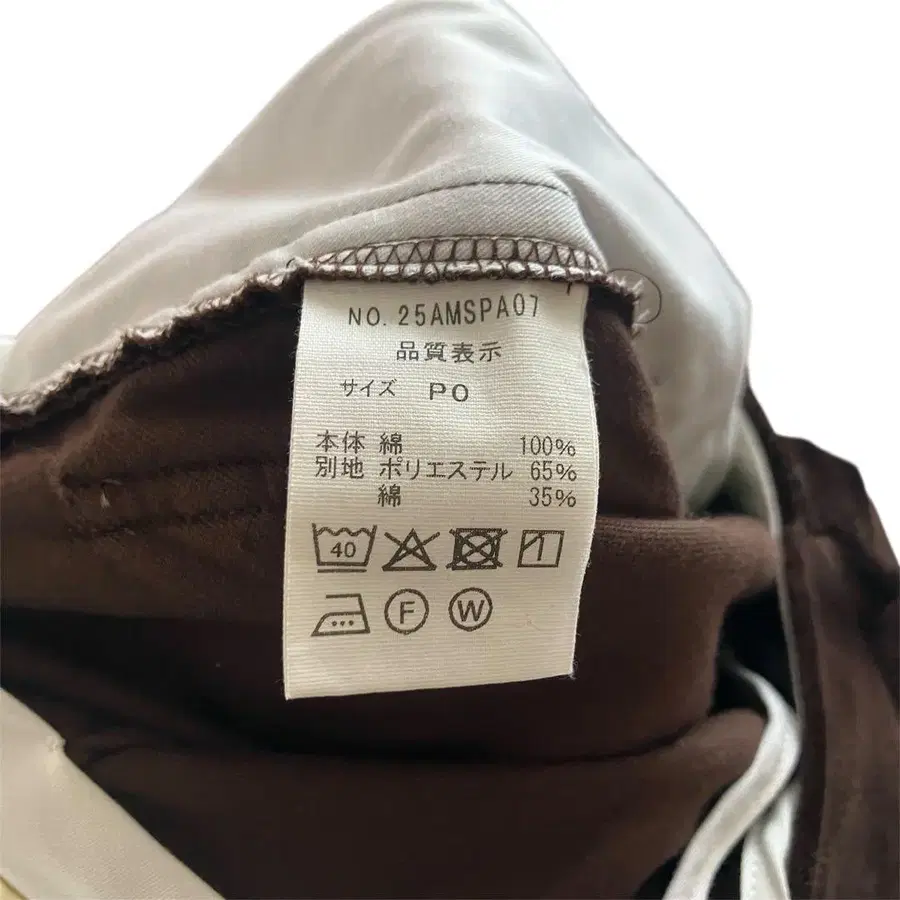 NO. 25AMSPA07
品質表示
サイズ P0
本体 綿 100%
別地 ポリエステル 65%
綿 35%
40
F W